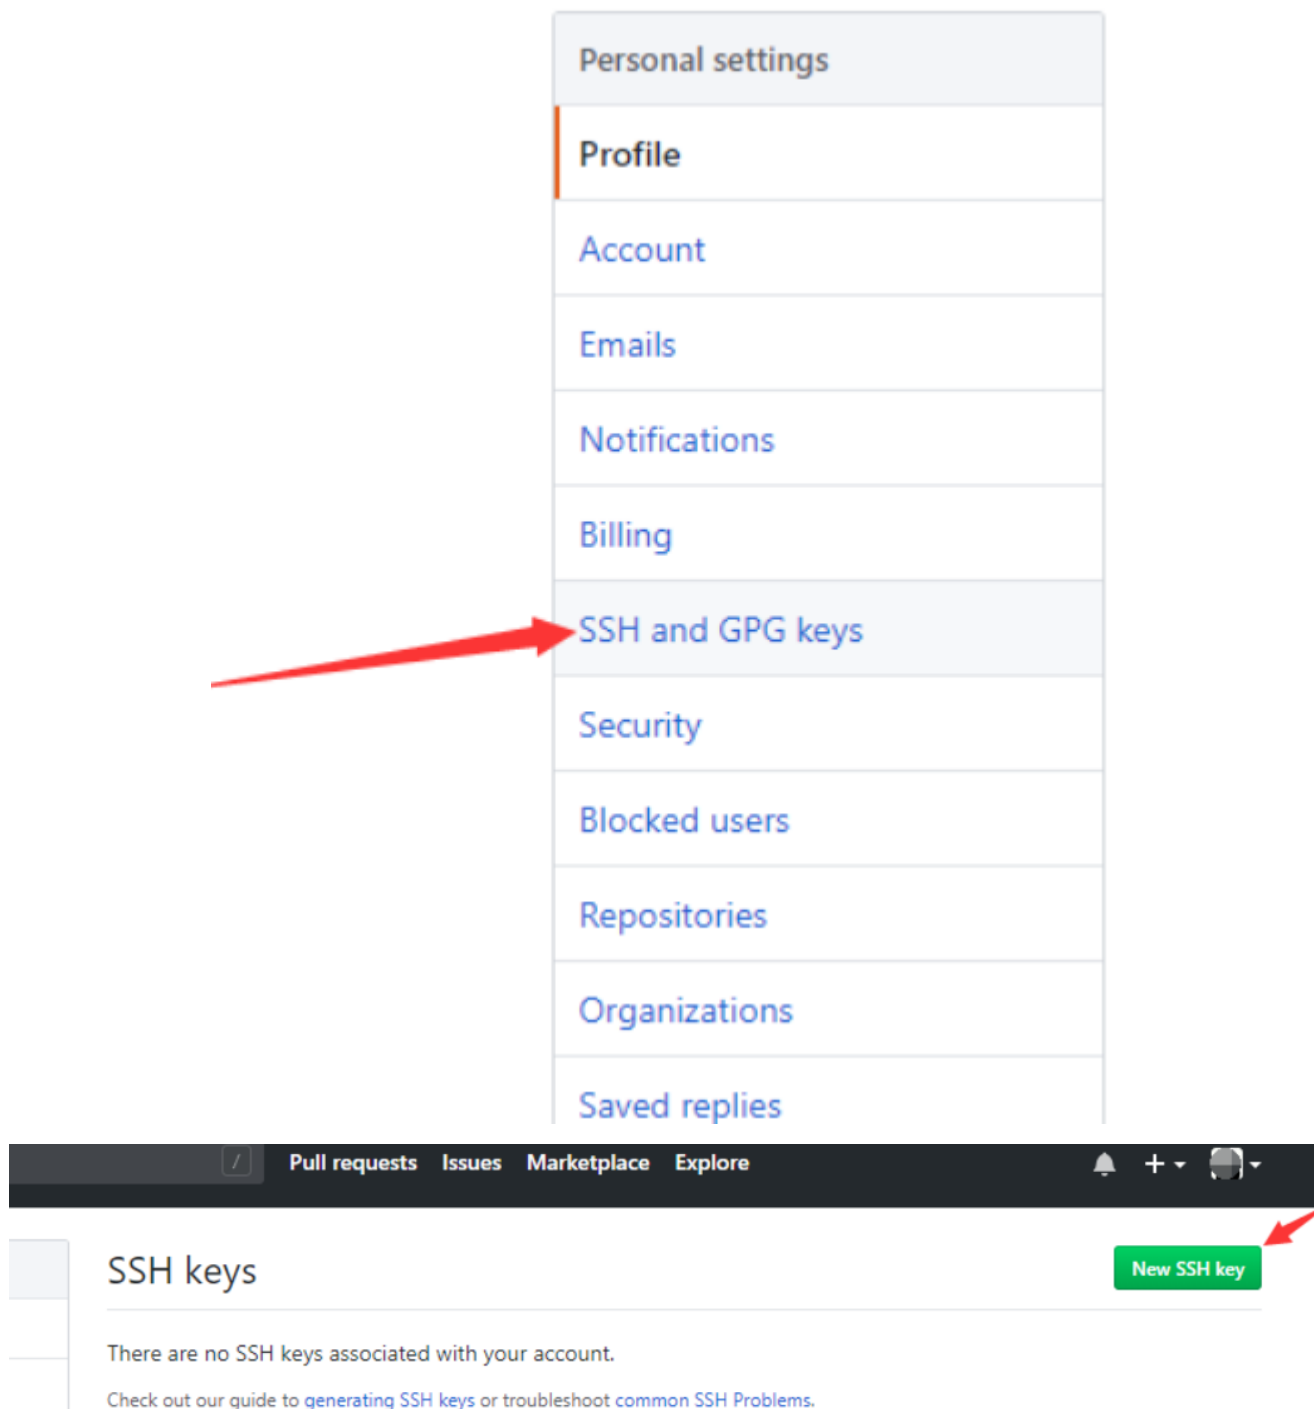 Personal settings
Profile
Account
Emails
Notifications
Billing
SSH and GPG keys
Security
Blocked users
Repositories
Organizations
Saved replies
/ Pull requests Issues Marketplace Explore
SSH keys
New SSH key
There are no SSH keys associated with your account.
Check out our guide to generating SSH keys or troubleshoot common SSH Problems.